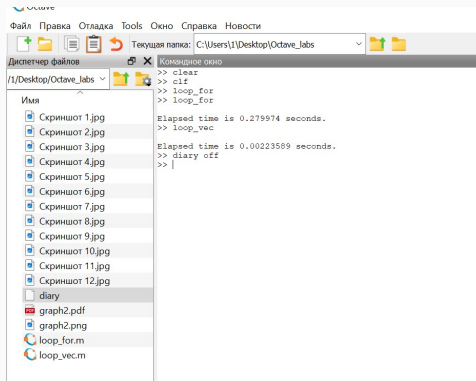 Octave
Файл Правка Отладка Tools Окно Справка Новости
Текущая папка: C:\Users\1\Desktop\Octave_labs
Диспетчер файлов
/1/Desktop/Octave_labs
Имя
Скриншот 1.jpg
Скриншот 2.jpg
Скриншот 3.jpg
Скриншот 4.jpg
Скриншот 5.jpg
Скриншот 6.jpg
Скриншот 7.jpg
Скриншот 8.jpg
Скриншот 9.jpg
Скриншот 10.jpg
Скриншот 11.jpg
Скриншот 12.jpg
diary
graph2.pdf
graph2.png
loop_for.m
loop_vec.m
Командное окно
>> clear
>> clf
>> loop_for
>> loop_for
Elapsed time is 0.279974 seconds.
>> loop_vec
Elapsed time is 0.00223589 seconds.
>> diary off
>>